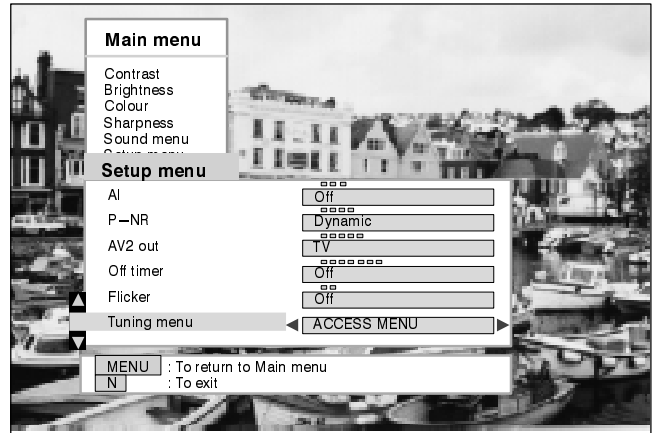 Main menu
Contrast
Brightness
Colour
Sharpness
Sound menu
Setup menu
AI Off
P–NR Dynamic
AV2 out TV
Off timer Off
Flicker Off
Tuning menu ACCESS MENU
MENU : To return to Main menu
N : To exit